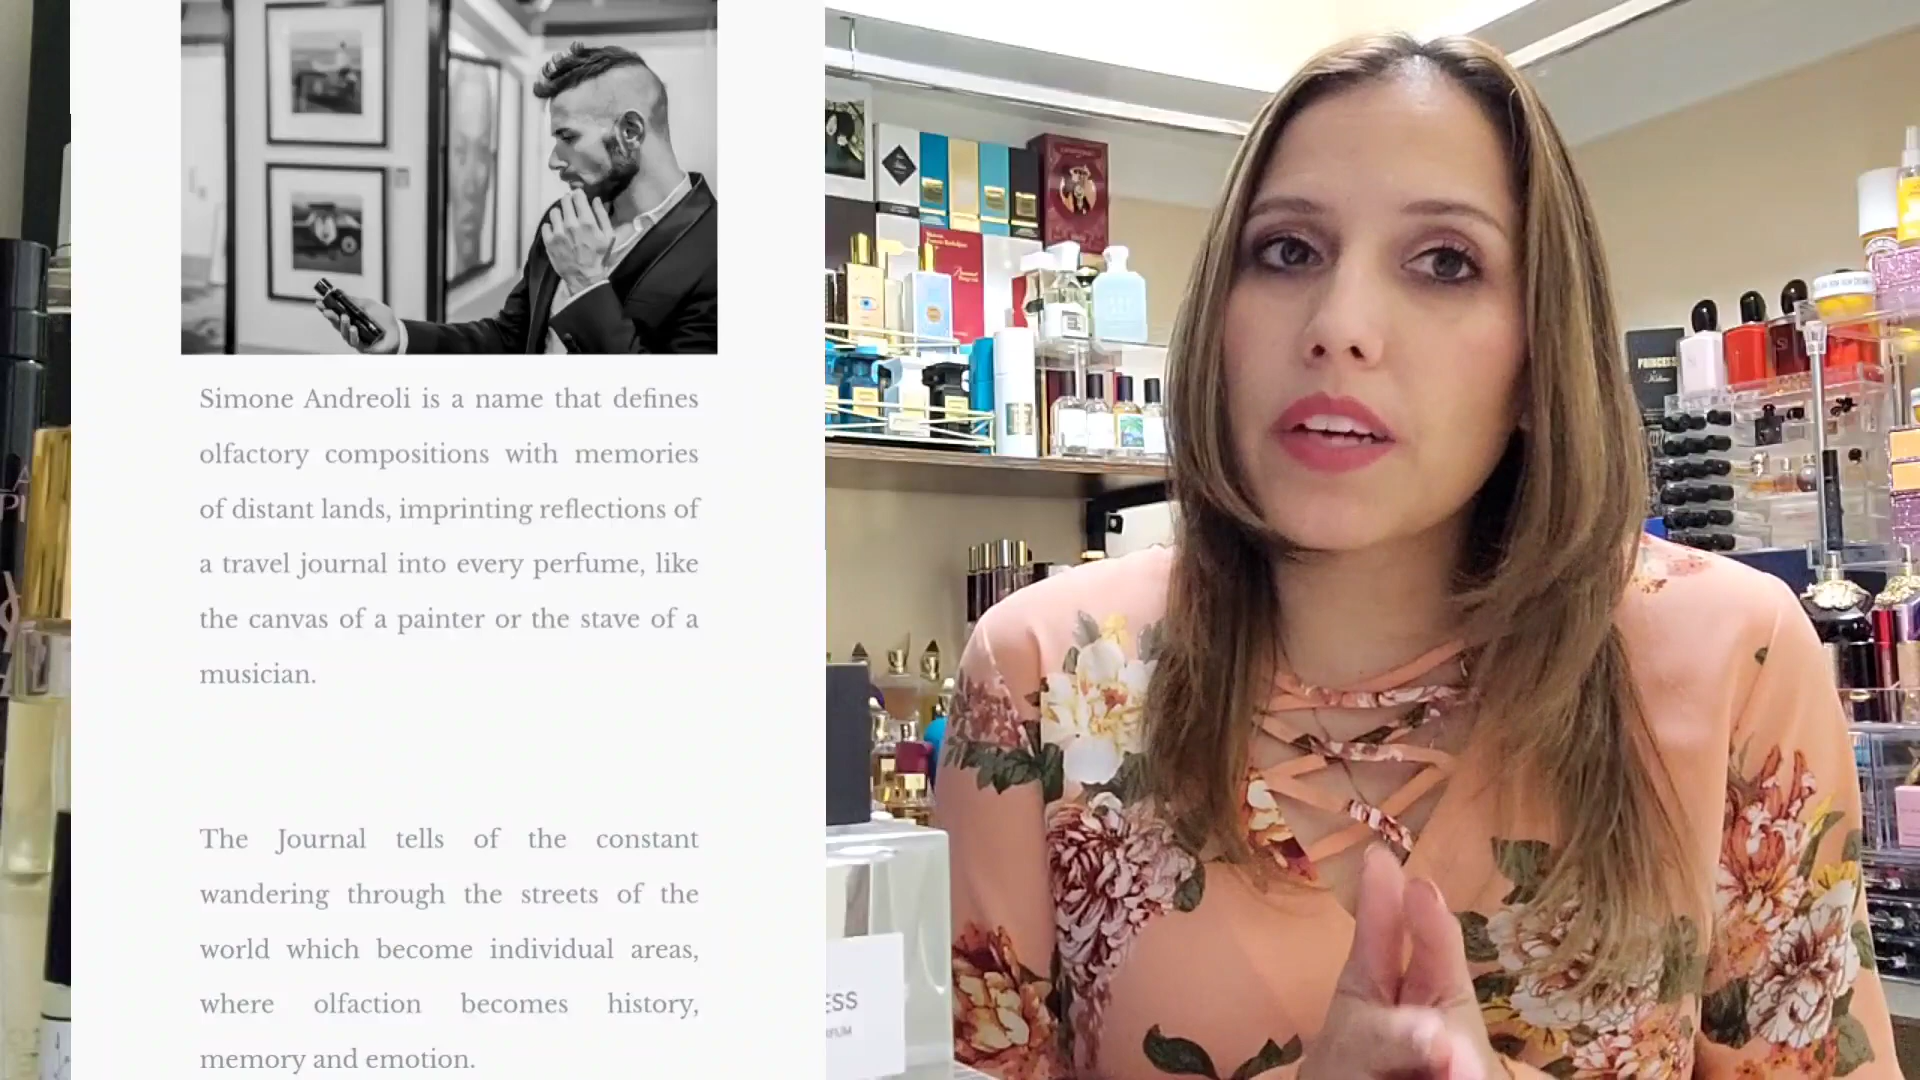 Simone Andreoli is a name that defines
olfactory compositions with memories
of distant lands, imprinting reflections of
a travel journal into every perfume, like
the canvas of a painter or the stave of a
musician.
The Journal tells of the constant
wandering through the streets of the
world which become individual areas,
where olfaction becomes history,
memory and emotion.
ESS
PRINCESS